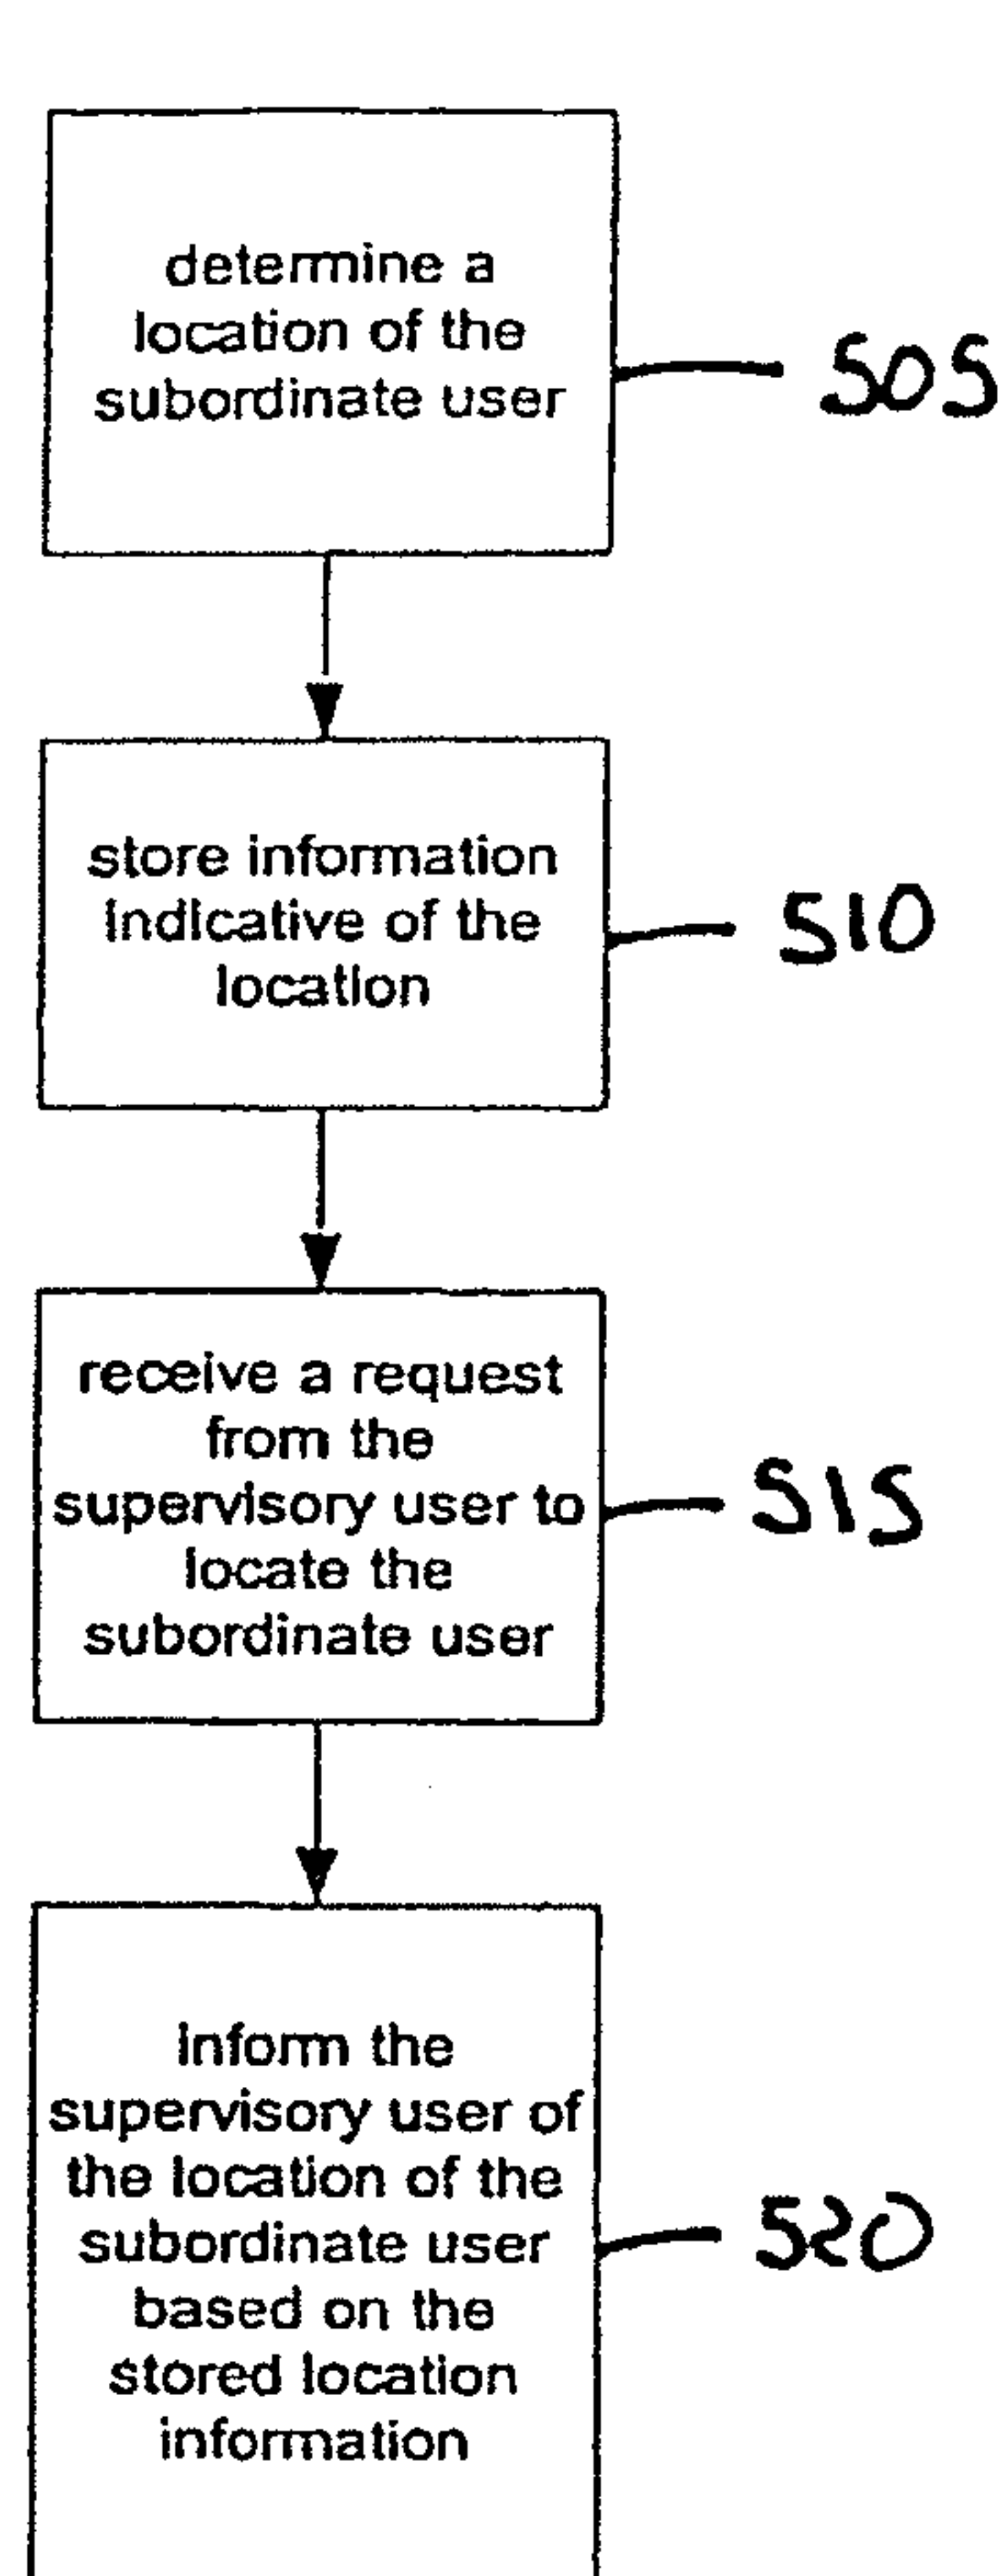 determine a
location of the
subordinate user
505
store information
indicative of the
location
510
receive a request
from the
supervisory user to
locate the
subordinate user
515
inform the
supervisory user of
the location of the
subordinate user
based on the
stored location
information
520